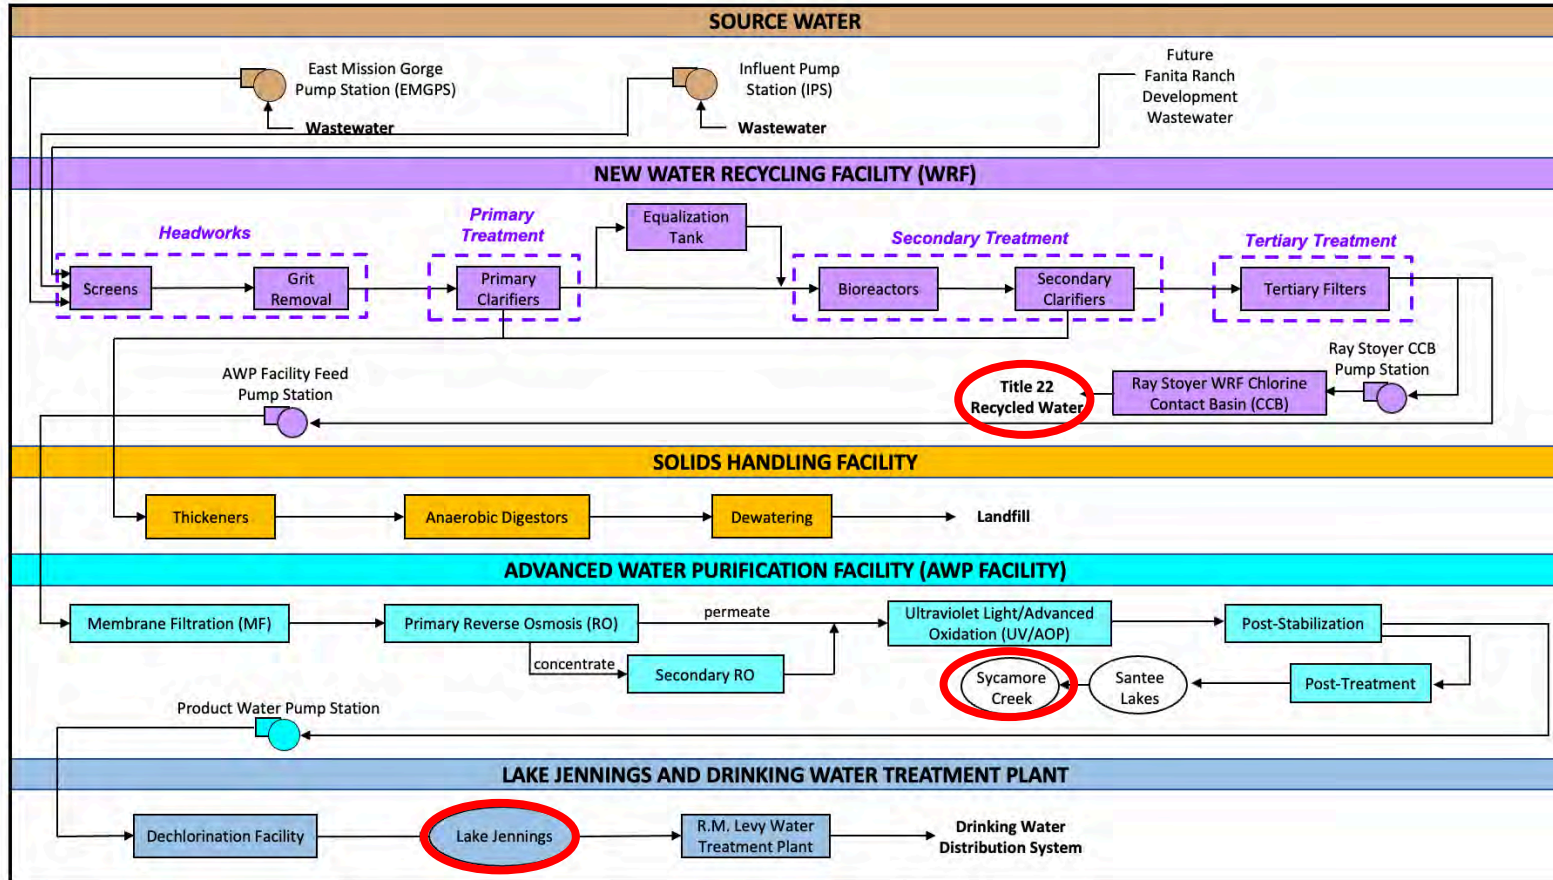 SOURCE WATER
East Mission Gorge
Pump Station (EMGPS)
Wastewater
Influent Pump
Station (IPS)
Wastewater
Future
Fanita Ranch
Development
Wastewater
NEW WATER RECYCLING FACILITY (WRF)
Headworks
Screens
Grit
Removal
Primary
Treatment
Primary
Clarifiers
Equalization
Tank
Secondary Treatment
Bioreactors
Secondary
Clarifiers
Tertiary Treatment
Tertiary Filters
Ray Stoyer CCB
Pump Station
Ray Stoyer WRF Chlorine
Contact Basin (CCB)
Title 22
Recycled Water
AWP Facility Feed
Pump Station
SOLIDS HANDLING FACILITY
Thickeners
Anaerobic Digestors
Dewatering
Landfill
ADVANCED WATER PURIFICATION FACILITY (AWP FACILITY)
Membrane Filtration (MF)
Primary Reverse Osmosis (RO)
permeate
concentrate
Secondary RO
Ultraviolet Light/Advanced
Oxidation (UV/AOP)
Post-Stabilization
Post-Treatment
Santee
Lakes
Sycamore
Creek
Product Water Pump Station
LAKE JENNINGS AND DRINKING WATER TREATMENT PLANT
Dechlorination Facility
Lake Jennings
R.M. Levy Water
Treatment Plant
Drinking Water
Distribution System